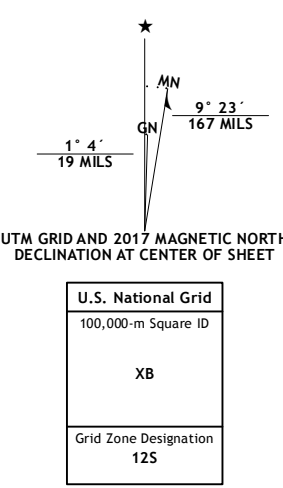 ★
MN
9° 23´
167 MILS
GN
1° 4´
19 MILS
UTM GRID AND 2017 MAGNETIC NORTH
DECLINATION AT CENTER OF SHEET
U.S. National Grid
100,000-m Square ID
XB
Grid Zone Designation
12S